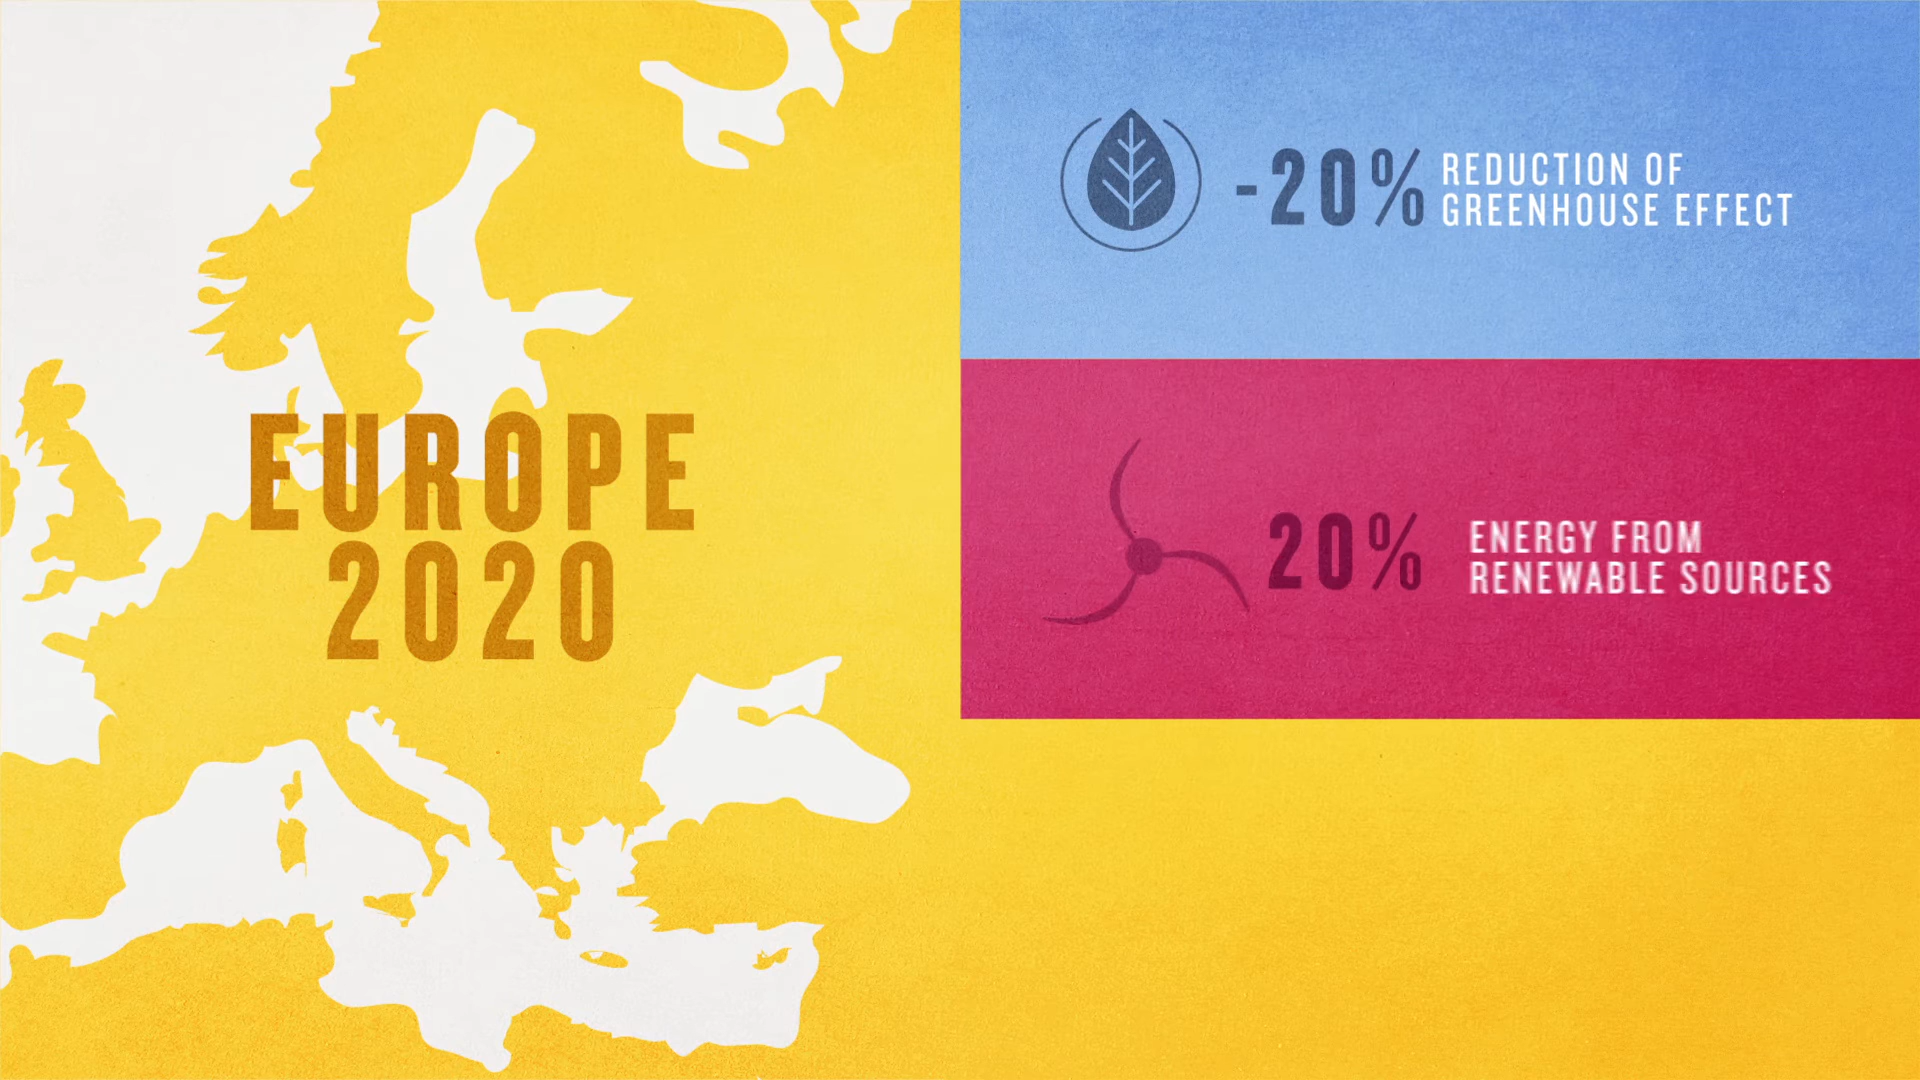 EUROPE
2020
-20%
REDUCTION OF
GREENHOUSE EFFECT
20%
ENERGY FROM
RENEWABLE SOURCES